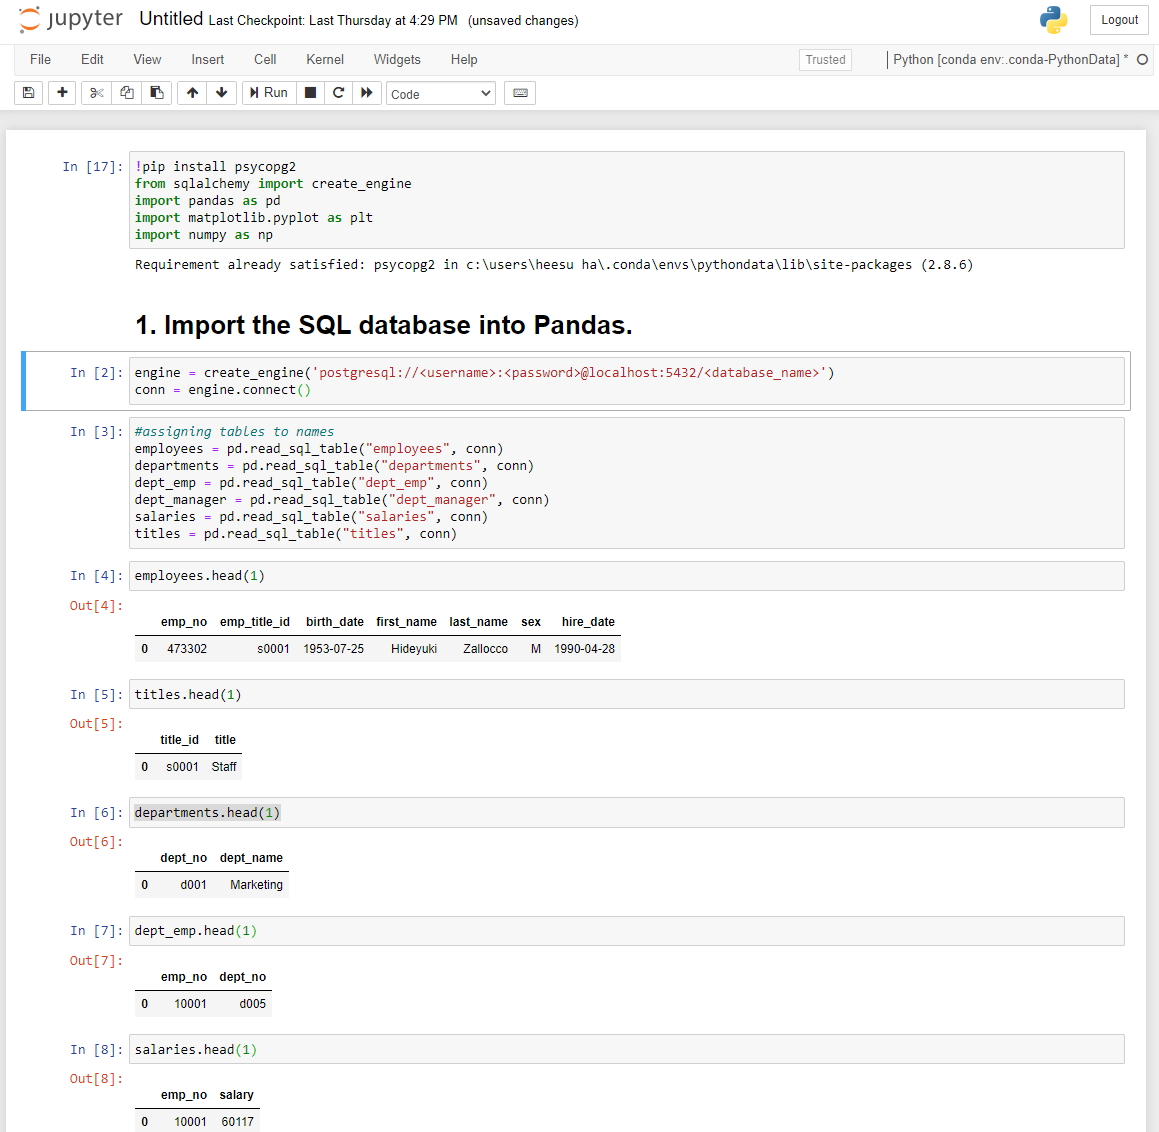 jupyter Untitled Last Checkpoint: Last Thursday at 4:29 PM (unsaved changes) Logout
File Edit View Insert Cell Kernel Widgets Help Trusted Python [conda env:.conda-PythonData] *
Run Code
In [17]: !pip install psycopg2
from sqlalchemy import create_engine
import pandas as pd
import matplotlib.pyplot as plt
import numpy as np
Requirement already satisfied: psycopg2 in c:\users\heesu ha\.conda\envs\pythondata\lib\site-packages (2.8.6)
1. Import the SQL database into Pandas.
In [2]: engine = create_engine('postgresql://<username>:<password>@localhost:5432/<database_name>')
conn = engine.connect()
In [3]: #assigning tables to names
employees = pd.read_sql_table("employees", conn)
departments = pd.read_sql_table("departments", conn)
dept_emp = pd.read_sql_table("dept_emp", conn)
dept_manager = pd.read_sql_table("dept_manager", conn)
salaries = pd.read_sql_table("salaries", conn)
titles = pd.read_sql_table("titles", conn)
In [4]: employees.head(1)
Out[4]:
emp_no emp_title_id birth_date first_name last_name sex hire_date
0 473302 s0001 1953-07-25 Hideyuki Zallocco M 1990-04-28
In [5]: titles.head(1)
Out[5]:
title_id title
0 s0001 Staff
In [6]: departments.head(1)
Out[6]:
dept_no dept_name
0 d001 Marketing
In [7]: dept_emp.head(1)
Out[7]:
emp_no dept_no
0 10001 d005
In [8]: salaries.head(1)
Out[8]:
emp_no salary
0 10001 60117